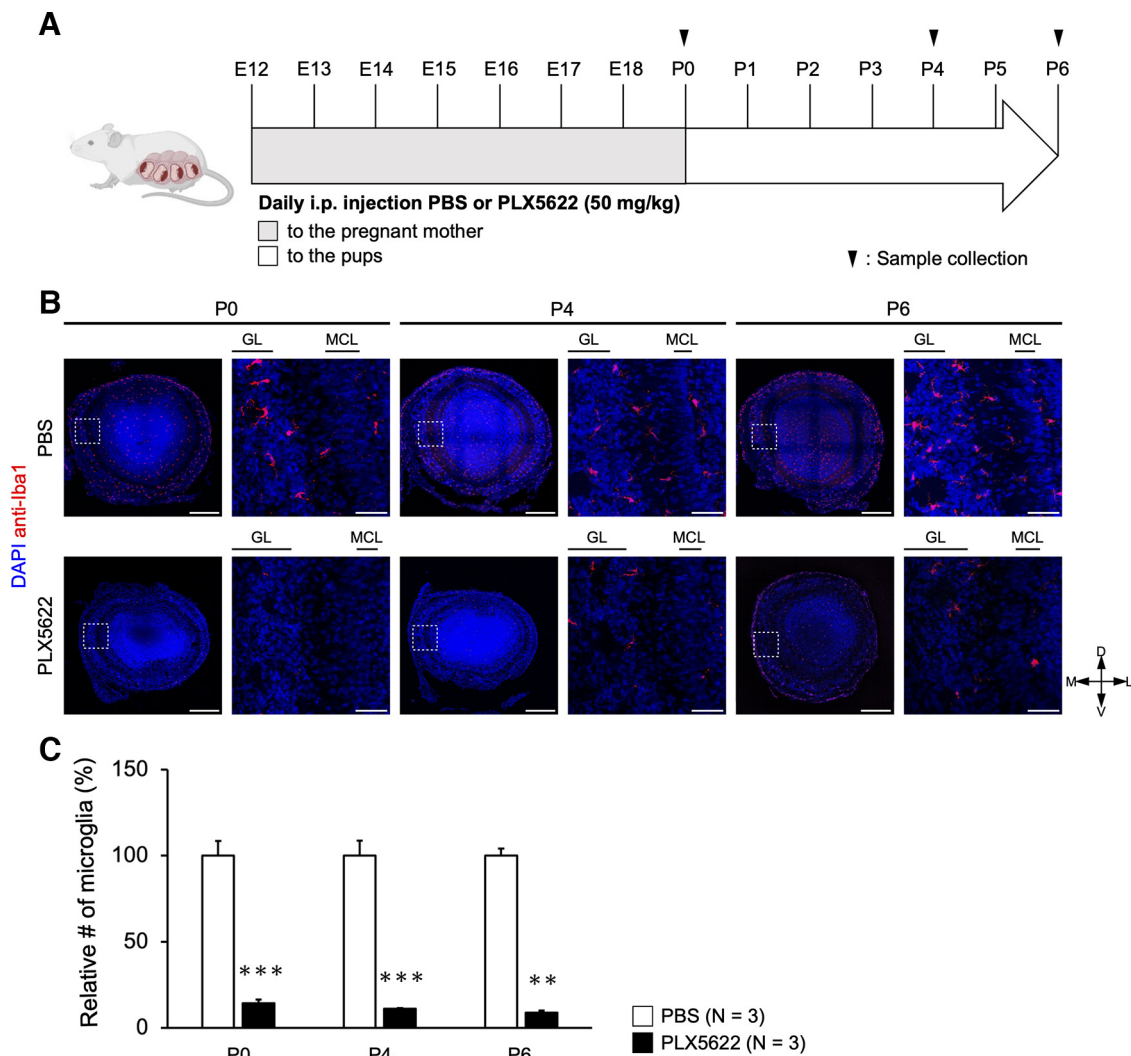 A
E12 E13 E14 E15 E16 E17 E18 P0 P1 P2 P3 P4 P5 P6
Daily i.p. injection PBS or PLX5622 (50 mg/kg)
to the pregnant mother
to the pups
: Sample collection
B
P0 P4 P6
GL MCL GL MCL GL MCL
PBS
DAPI anti-Iba1
GL MCL GL MCL GL MCL
PLX5622
D
M L
V
C
Relative # of microglia (%)
150
100
50
0
*** *** **
P0 P4 P6
PBS (N = 3)
PLX5622 (N = 3)